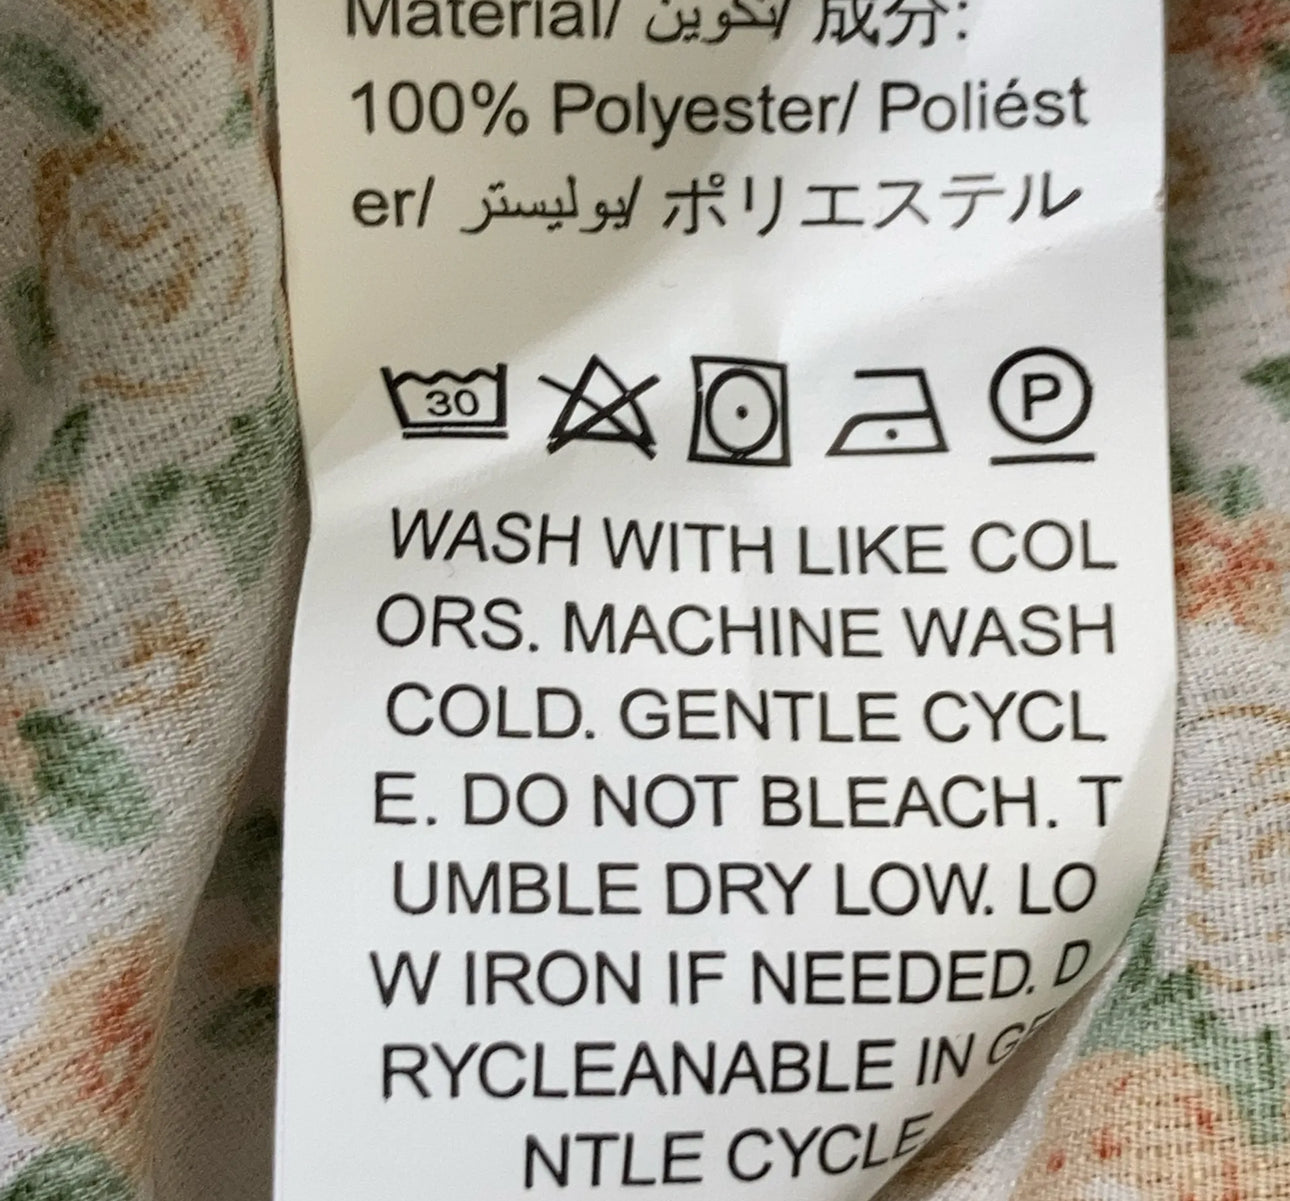 Material/ تكوين/ 成分:
100% Polyester/ Poliést
er/ بوليستر/ ポリエステル
30
P
WASH WITH LIKE COL
ORS. MACHINE WASH
COLD. GENTLE CYCL
E. DO NOT BLEACH. T
UMBLE DRY LOW. LO
W IRON IF NEEDED. D
RYCLEANABLE IN GE
NTLE CYCLE